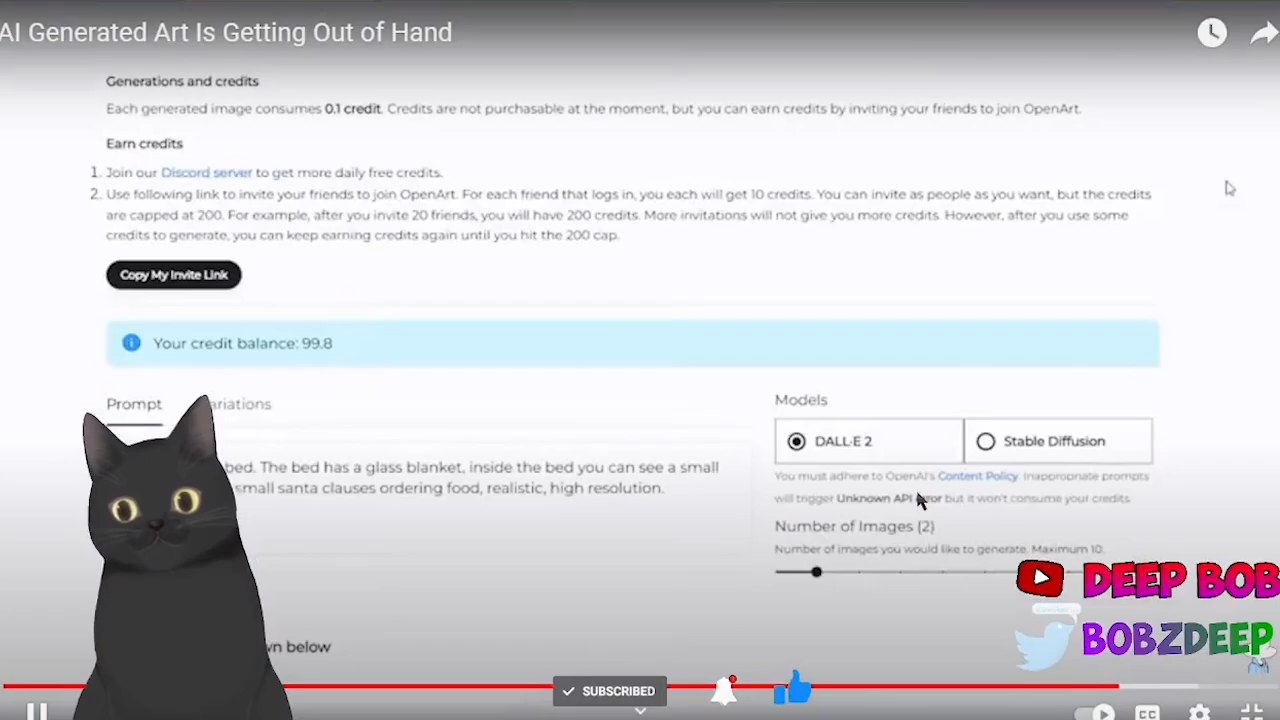 AI Generated Art Is Getting Out of Hand
Generations and credits
Each generated image consumes 0.1 credit. Credits are not purchasable at the moment, but you can earn credits by inviting your friends to join OpenArt.
Earn credits
1. Join our Discord server to get more daily free credits.
2. Use following link to invite your friends to join OpenArt. For each friend that logs in, you each will get 10 credits. You can invite as people as you want, but the credits
are capped at 200. For example, after you invite 20 friends, you will have 200 credits. More invitations will not give you more credits. However, after you use some
credits to generate, you can keep earning credits again until you hit the 200 cap.
Copy My Invite Link
Your credit balance: 99.8
Prompt ariations
bed. The bed has a glass blanket, inside the bed you can see a small
small santa clauses ordering food, realistic, high resolution.
Models
DALL·E 2
Stable Diffusion
You must adhere to OpenAI's Content Policy. Inappropriate prompts
will trigger Unknown API error but it won't consume your credits.
Number of Images (2)
Number of images you would like to generate. Maximum 10.
below
DEEP BOB
BOBZDEEP
SUBSCRIBED
CC